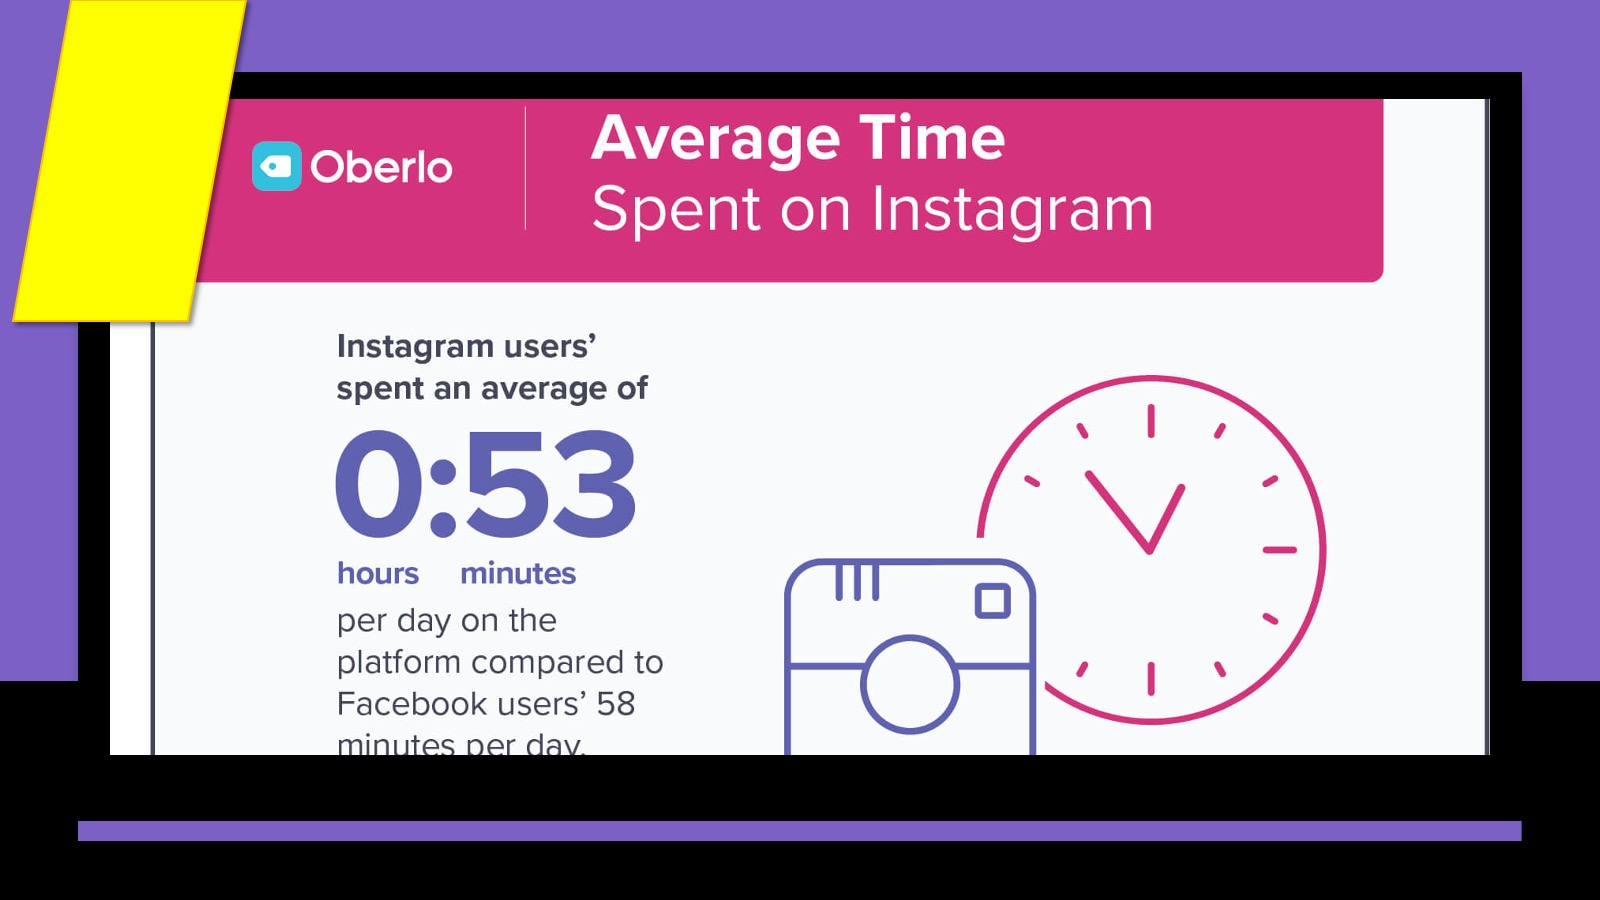 Oberlo
Average Time
Spent on Instagram
Instagram users’
spent an average of
0:53
hours minutes
per day on the
platform compared to
Facebook users’ 58
minutes per day.